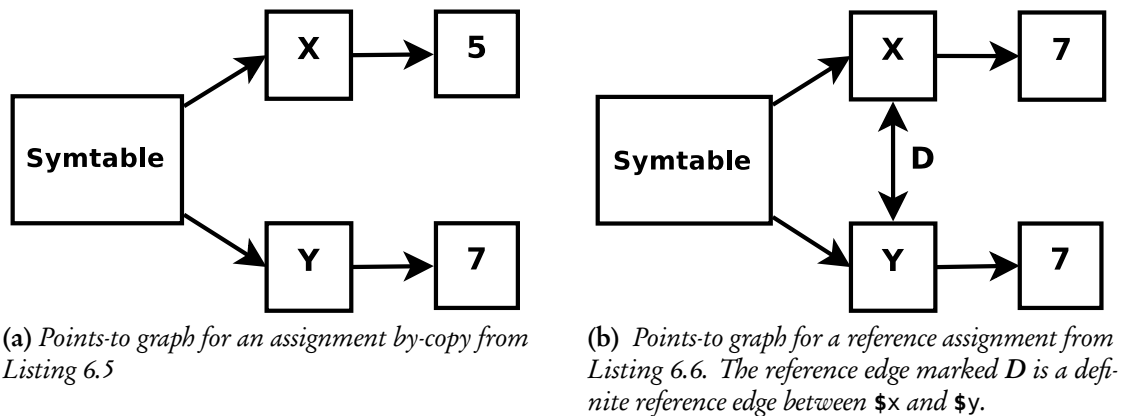 X
5
Symtable
Y
7
(a) Points-to graph for an assignment by-copy from
Listing 6.5
X
7
Symtable
D
Y
7
(b) Points-to graph for a reference assignment from
Listing 6.6. The reference edge marked D is a defi-
nite reference edge between $x and $y.